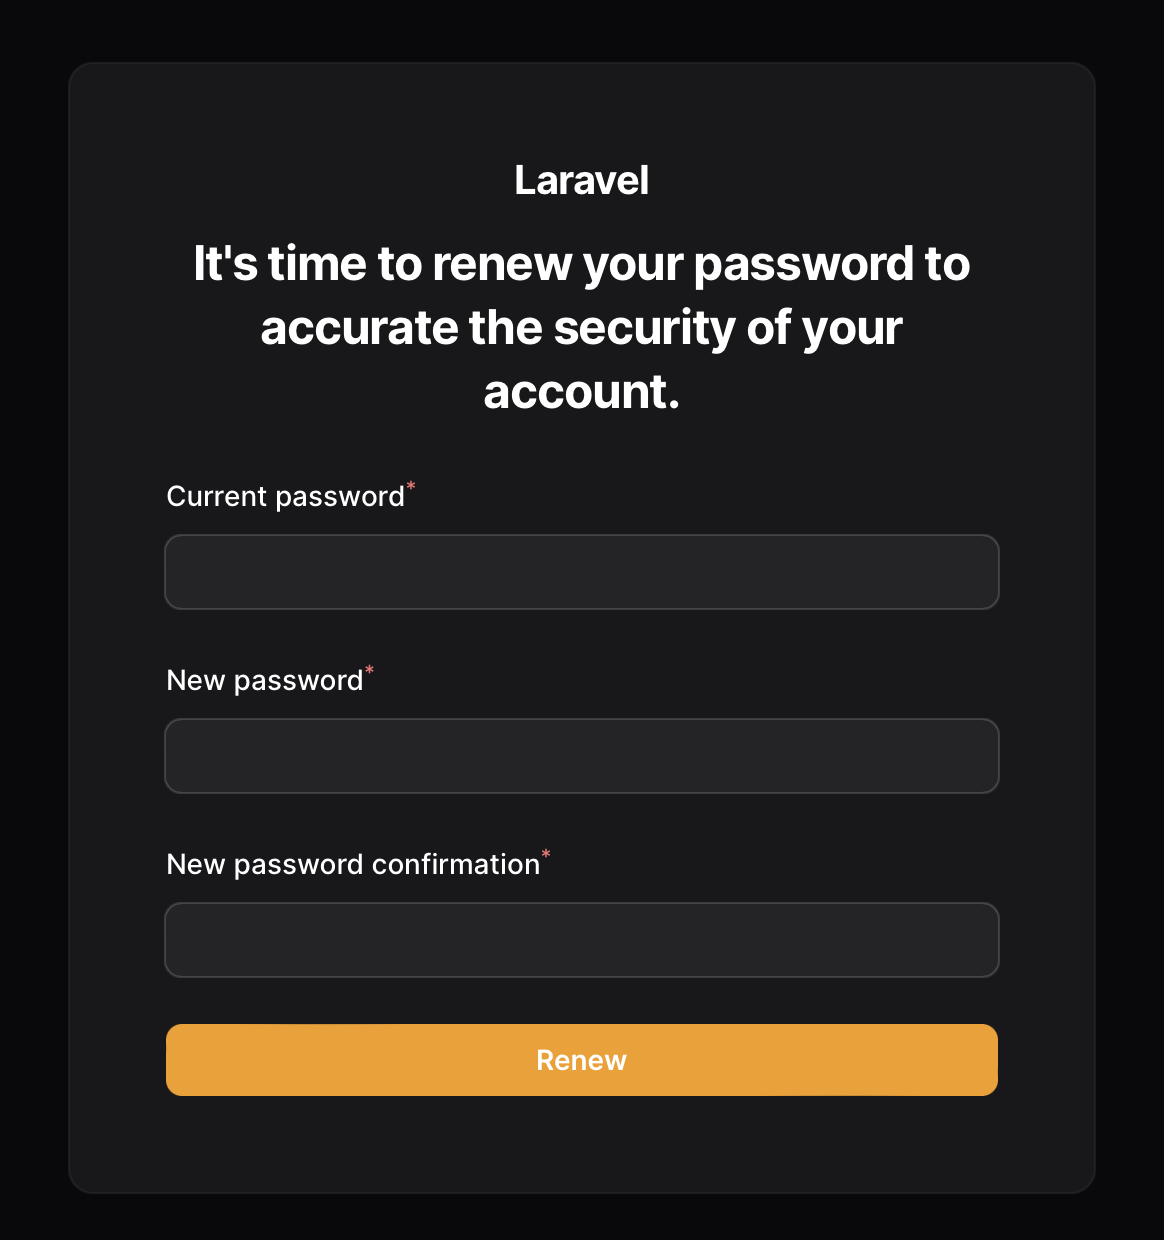 Laravel
It's time to renew your password to
accurate the security of your
account.
Current password*
New password*
New password confirmation*
Renew